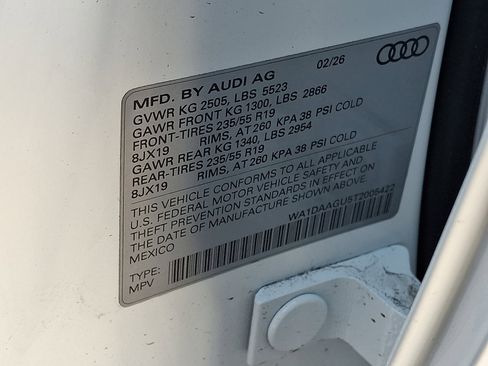 MFD. BY AUDI AG 02/26
GVWR KG 2505, LBS 5523
GAWR FRONT KG 1300, LBS 2866
FRONT-TIRES 235/55 R19
8JX19 RIMS, AT 260 KPA 38 PSI COLD
GAWR REAR KG 1340, LBS 2954
REAR-TIRES 235/55 R19
8JX19 RIMS, AT 260 KPA 38 PSI COLD
THIS VEHICLE CONFORMS TO ALL APPLICABLE
U.S. FEDERAL MOTOR VEHICLE SAFETY AND
THEFT PREVENTION STANDARDS IN EFFECT ON
THE DATE OF MANUFACTURE SHOWN ABOVE.
MEXICO
WA1DAAGU5T2005422
TYPE:
MPV